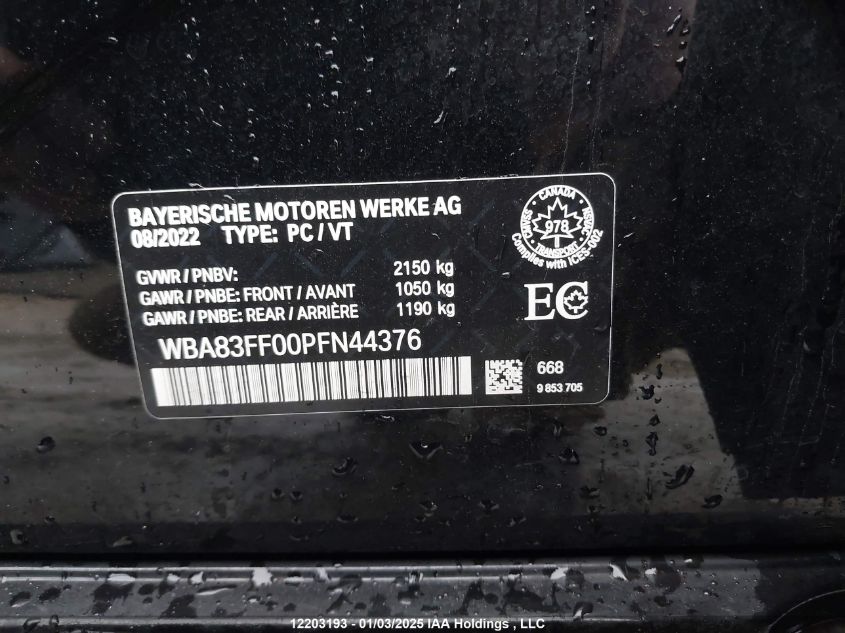 BAYERISCHE MOTOREN WERKE AG
08/2022 TYPE: PC / VT
GVWR / PNBV: 2150 kg
GAWR / PNBE: FRONT / AVANT 1050 kg
GAWR / PNBE: REAR / ARRIÈRE 1190 kg
WBA83FF00PFN44376
CANADA
978
TRANSPORT
Complies with ICES-002
EC
668
9 853 705
12203193 - 01/03/2025 IAA Holdings , LLC